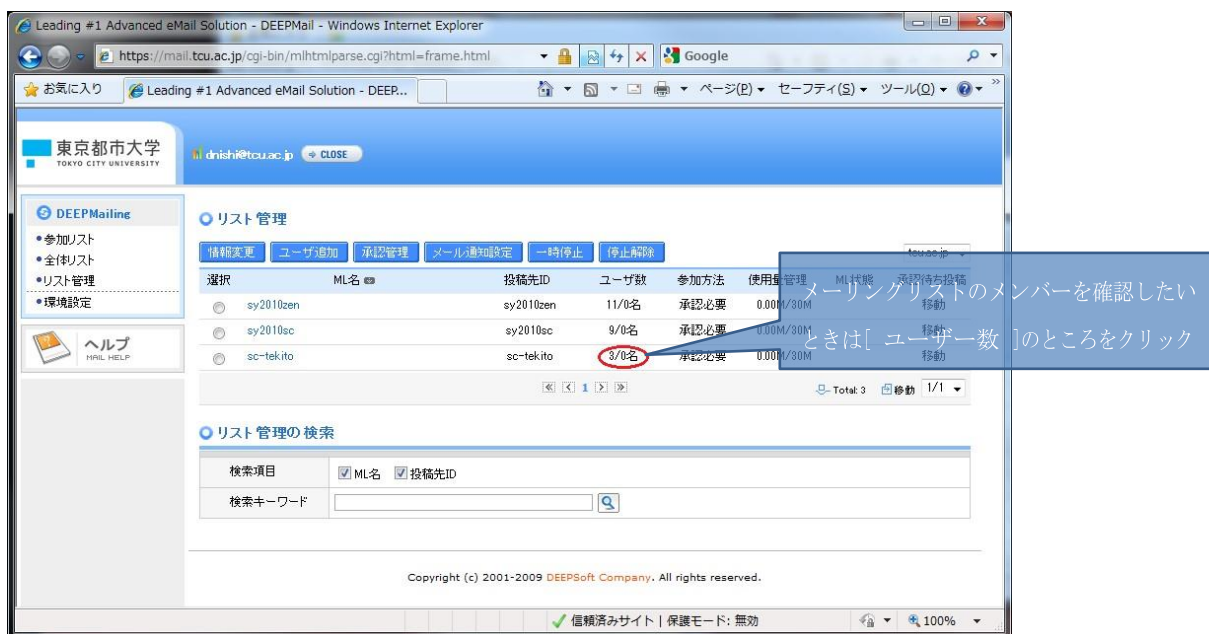 Leading #1 Advanced eMail Solution - DEEPMail - Windows Internet Explorer
https://mail.tcu.ac.jp/cgi-bin/mlhtmlparse.cgi?html=frame.html
Google
お気に入り
Leading #1 Advanced eMail Solution - DEEP...
ページ(P) セーフティ(S) ツール(O)
東京都市大学
TOKYO CITY UNIVERSITY
dnishi@tcu.ac.jp CLOSE
DEEPMailing
•参加リスト
•全体リスト
•リスト管理
•環境設定
ヘルプ
MAIL HELP
リスト管理
情報変更 ユーザ追加 承認管理 メール通知設定 一時停止 停止解除 tcu.ac.jp
選択 ML名 投稿先ID ユーザ数 参加方法 使用量管理 ML状態 承認待ち投稿
sy2010zen sy2010zen 11/0名 承認必要 0.00M/30M 移動
sy2010sc sy2010sc 9/0名 承認必要 0.00M/30M 移動
sc-tekito sc-tekito 3/0名 承認必要 0.00M/30M 移動
メーリングリストのメンバーを確認したい
ときは[ ユーザー数 ]のところをクリック
1
Total: 3 移動 1/1
リスト管理の検索
検索項目 ML名 投稿先ID
検索キーワード
Copyright (c) 2001-2009 DEEPSoft Company. All rights reserved.
信頼済みサイト | 保護モード: 無効
100%